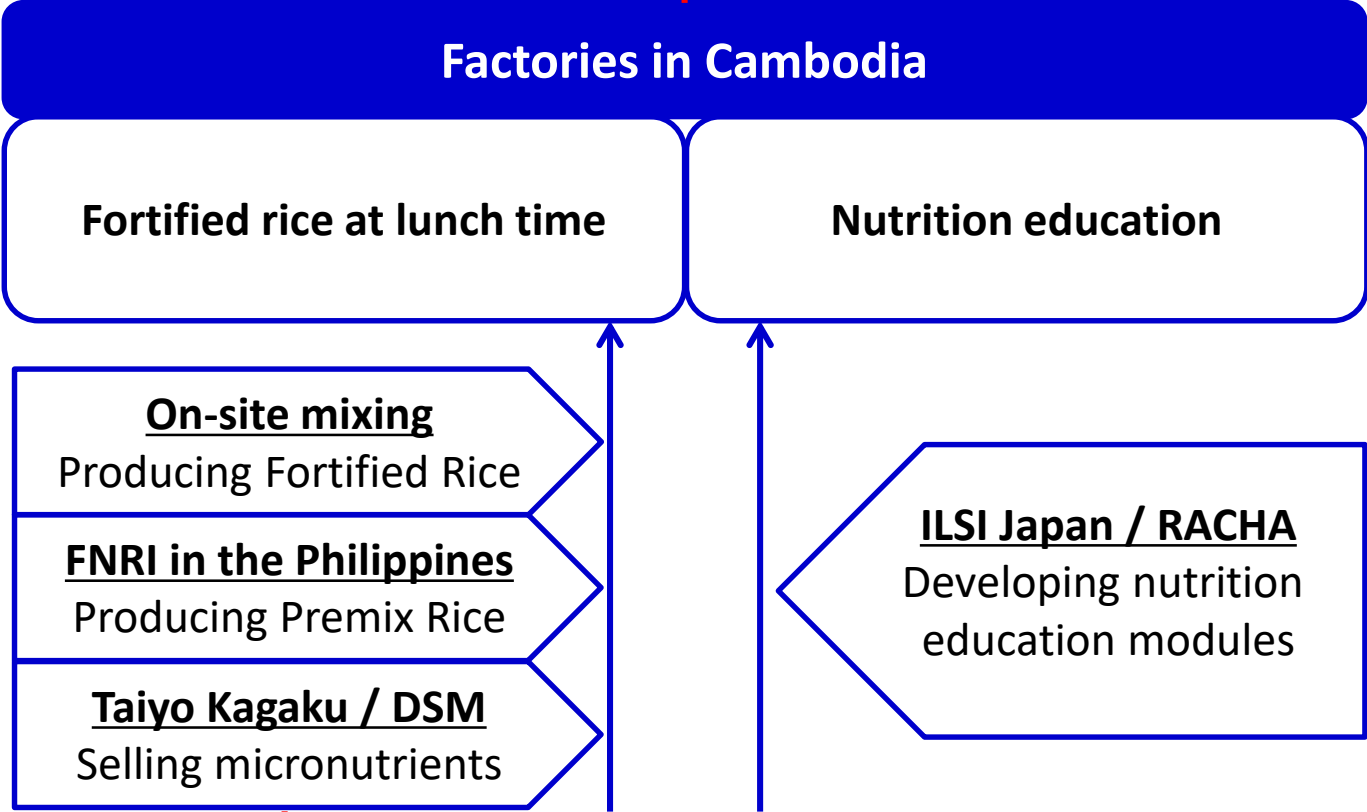 Factories in Cambodia
Fortified rice at lunch time
Nutrition education
On-site mixing
Producing Fortified Rice
FNRI in the Philippines
Producing Premix Rice
Taiyo Kagaku / DSM
Selling micronutrients
ILSI Japan / RACHA
Developing nutrition
education modules